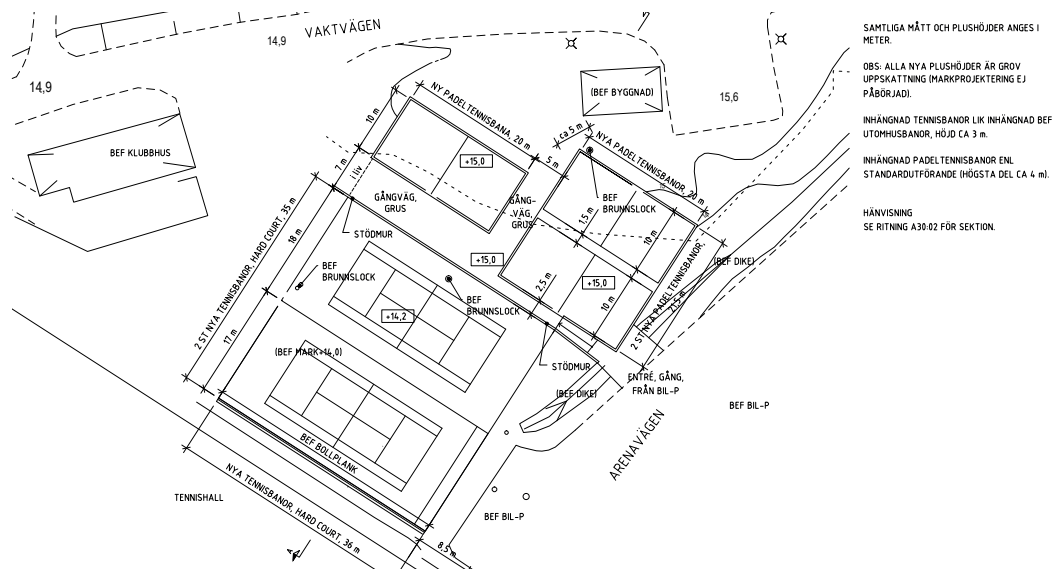 VAKTVÄGEN
14,9
14,9
15,6
(BEF BYGGNAD)
BEF KLUBBHUS
NY PADELTENNISBANA, 20 m
10 m
7 m
i liv
+15,0
ca 5 m
5 m
NYA PADELTENNISBANOR, 20 m
GÅNGVÄG,
GRUS
GÅNG-
VÄG,
GRUS
BEF
BRUNNSLOCK
1,5 m
10 m
STÖDMUR
+15,0
+15,0
2,5 m
10 m
(BEF DIKE)
2 ST NYA PADELTENNISBANOR,
21,5 m
2 ST NYA TENNISBANOR, HARD COURT, 35 m
18 m
17 m
BEF
BRUNNSLOCK
BEF
BRUNNSLOCK
+14,2
(BEF MARK+14,0)
STÖDMUR
(BEF DIKE)
ENTRÉ, GÅNG,
FRÅN BIL-P
BEF BIL-P
ARENAVÄGEN
BEF BOLLPLANK
NYA TENNISBANOR, HARD COURT, 36 m
TENNISHALL
BEF BIL-P
8,5 m
A
SAMTLIGA MÅTT OCH PLUSHÖJDER ANGES I
METER.
OBS: ALLA NYA PLUSHÖJDER ÄR GROV
UPPSKATTNING (MARKPROJEKTERING EJ
PÅBÖRJAD).
INHÄNGNAD TENNISBANOR LIK INHÄNGNAD BEF
UTOMHUSBANOR, HÖJD CA 3 m.
INHÄNGNAD PADELTENNISBANOR ENL
STANDARDUTFÖRANDE (HÖGSTA DEL CA 4 m).
HÄNVISNING
SE RITNING A30:02 FÖR SEKTION.